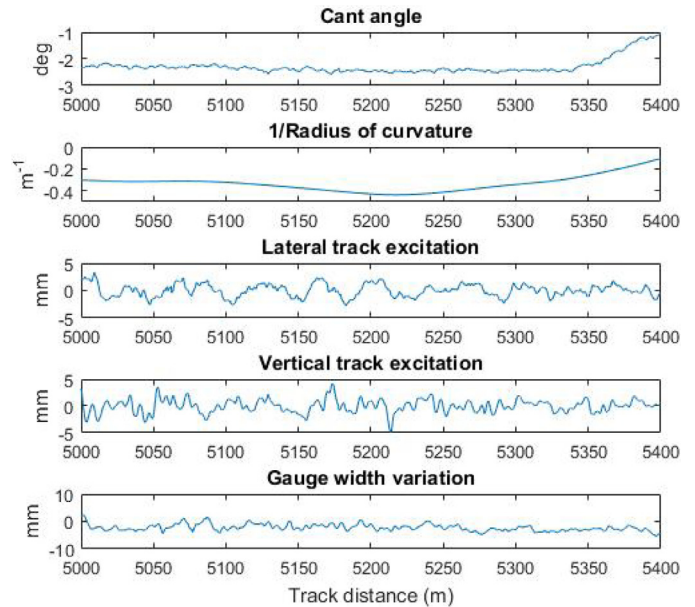 Cant angle
deg
-1
-2
-3
5000 5050 5100 5150 5200 5250 5300 5350 5400
1/Radius of curvature
m-1
0
-0.2
-0.4
5000 5050 5100 5150 5200 5250 5300 5350 5400
Lateral track excitation
mm
5
0
-5
5000 5050 5100 5150 5200 5250 5300 5350 5400
Vertical track excitation
mm
5
0
-5
5000 5050 5100 5150 5200 5250 5300 5350 5400
Gauge width variation
mm
10
0
-10
5000 5050 5100 5150 5200 5250 5300 5350 5400
Track distance (m)